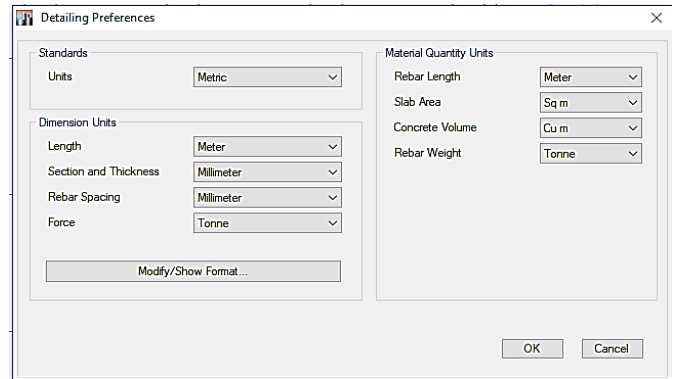 Detailing Preferences
Standards
Units Metric
Dimension Units
Length Meter
Section and Thickness Millimeter
Rebar Spacing Millimeter
Force Tonne
Modify/Show Format...
Material Quantity Units
Rebar Length Meter
Slab Area Sq m
Concrete Volume Cu m
Rebar Weight Tonne
OK Cancel